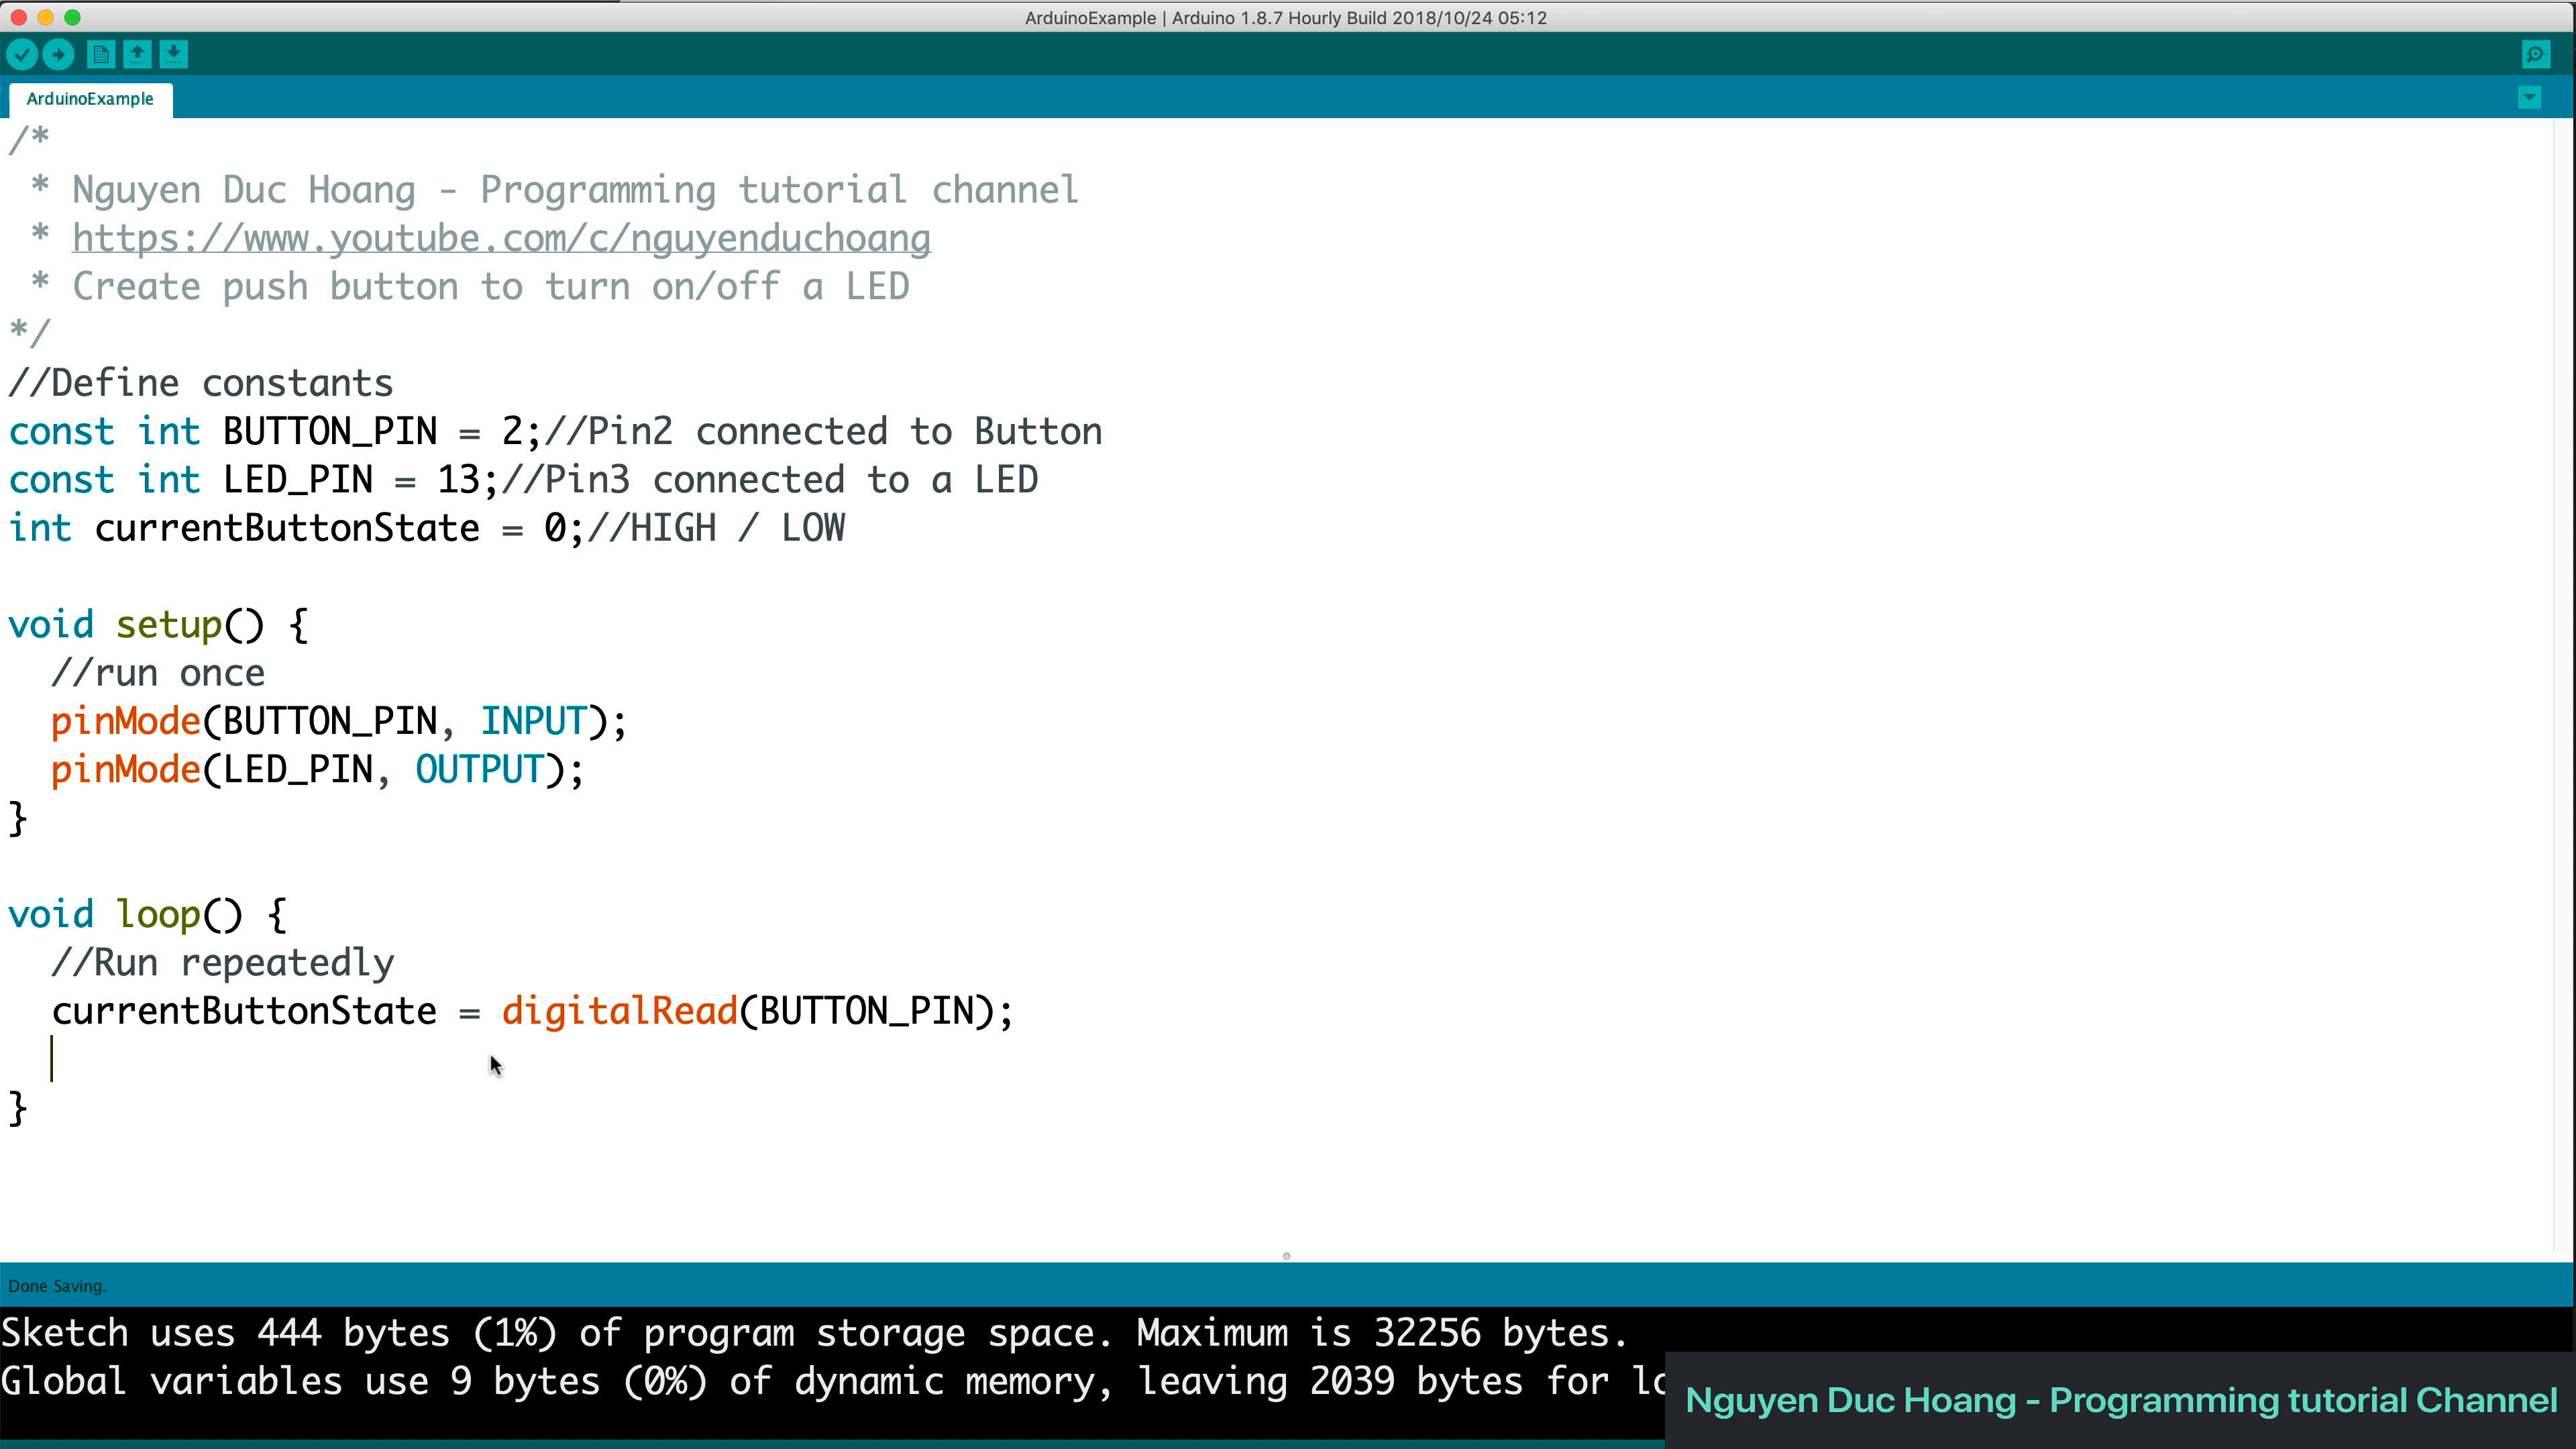 ArduinoExample | Arduino 1.8.7 Hourly Build 2018/10/24 05:12
ArduinoExample
/*
 * Nguyen Duc Hoang - Programming tutorial channel
 * https://www.youtube.com/c/nguyenduchoang
 * Create push button to turn on/off a LED
*/
//Define constants
const int BUTTON_PIN = 2;//Pin2 connected to Button
const int LED_PIN = 13;//Pin3 connected to a LED
int currentButtonState = 0;//HIGH / LOW
void setup() {
  //run once
  pinMode(BUTTON_PIN, INPUT);
  pinMode(LED_PIN, OUTPUT);
}
void loop() {
  //Run repeatedly
  currentButtonState = digitalRead(BUTTON_PIN);
}
Done Saving.
Sketch uses 444 bytes (1%) of program storage space. Maximum is 32256 bytes.
Global variables use 9 bytes (0%) of dynamic memory, leaving 2039 bytes for
Nguyen Duc Hoang - Programming tutorial Channel